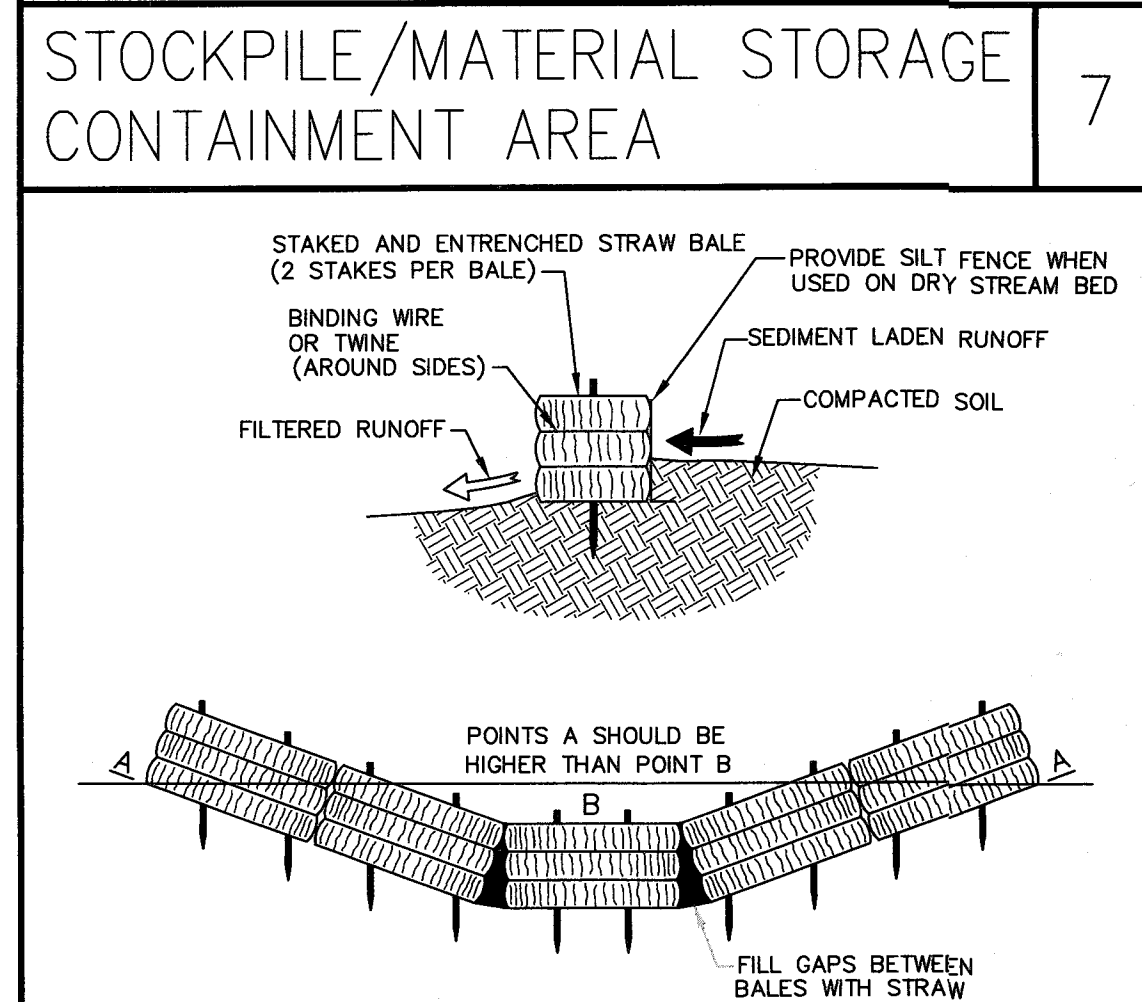 STOCKPILE/MATERIAL STORAGE
CONTAINMENT AREA
7
STAKED AND ENTRENCHED STRAW BALE
(2 STAKES PER BALE)
BINDING WIRE
OR TWINE
(AROUND SIDES)
FILTERED RUNOFF
PROVIDE SILT FENCE WHEN
USED ON DRY STREAM BED
SEDIMENT LADEN RUNOFF
COMPACTED SOIL
POINTS A SHOULD BE
HIGHER THAN POINT B
A
B
A
FILL GAPS BETWEEN
BALES WITH STRAW